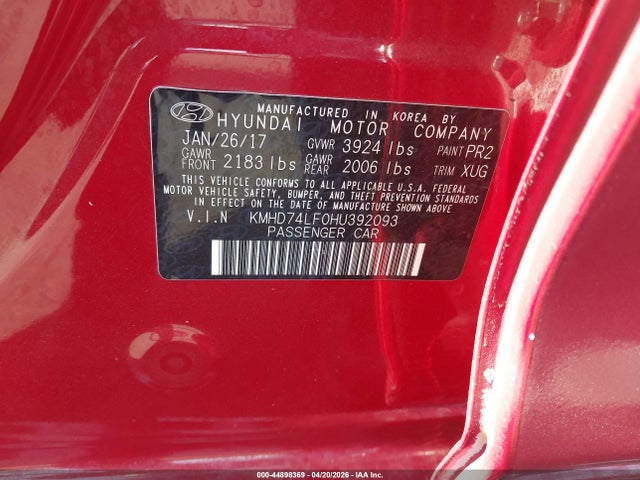 MANUFACTURED IN KOREA BY
HYUNDAI MOTOR COMPANY
JAN/26/17 GVWR 3924 lbs PAINT PR2
GAWR FRONT 2183 lbs GAWR REAR 2006 lbs TRIM XUG
THIS VEHICLE CONFORMS TO ALL APPLICABLE U.S.A. FEDERAL
MOTOR VEHICLE SAFETY, BUMPER, AND THEFT PREVENTION STANDARDS
IN EFFECT ON THE DATE OF MANUFACTURE SHOWN ABOVE.
V.I.N KMHD74LF0HU392093
PASSENGER CAR
000-44898369 - 04/20/2026 - IAA, Inc.